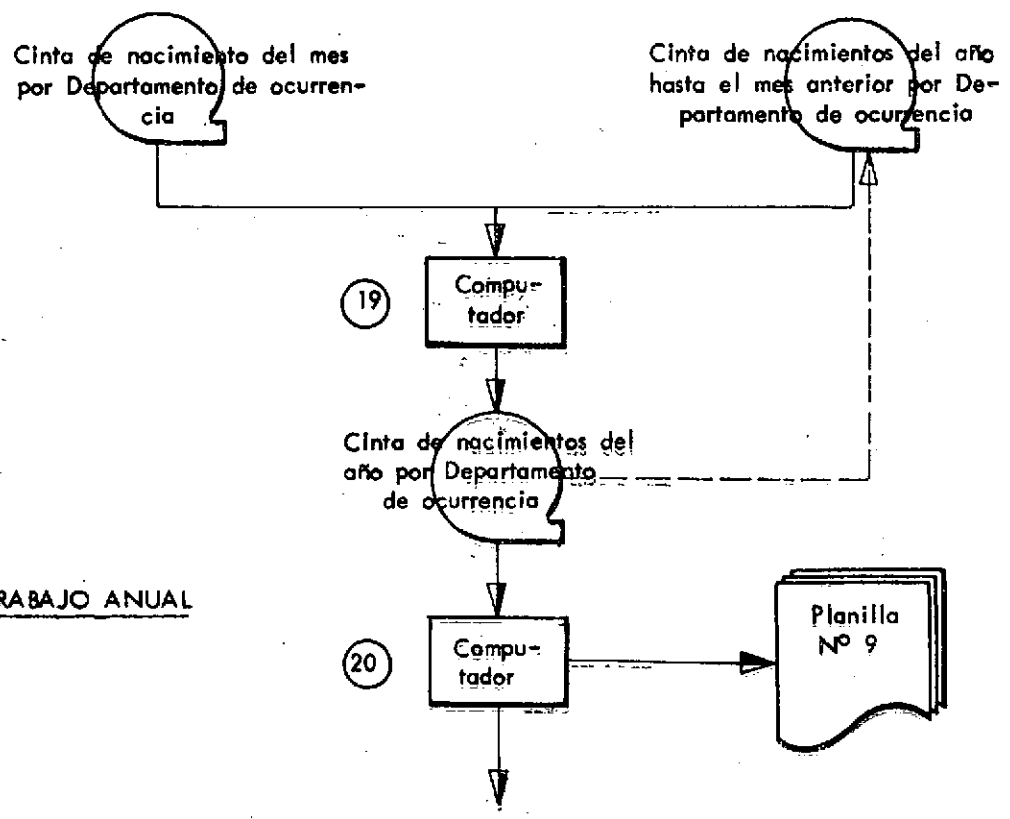 Cinta de nacimiento del mes
por Departamento de ocurren-
cia
Cinta de nacimientos del año
hasta el mes anterior por De-
partamento de ocurrencia
19
Compu-
tador
Cinta de nacimientos del
año por Departamento
de ocurrencia
RABAJO ANUAL
20
Compu-
tador
Planilla
Nº 9